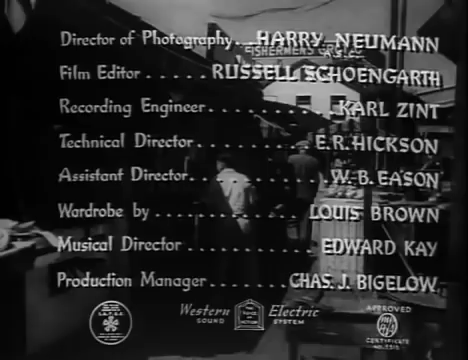 Director of Photography...HARRY NEUMANN
FISHERMEN'S
Film Editor.....RUSSELL SCHOENGARTH
Recording Engineer..........KARL ZINT
Technical Director.........E.R. HICKSON
Assistant Director..........W.B. EASON
Wardrobe by...........LOUIS BROWN
Musical Director..........EDWARD KAY
Production Manager......CHAS. J. BIGELOW
Western Electric
SOUND SYSTEM
APPROVED
CERTIFICATE